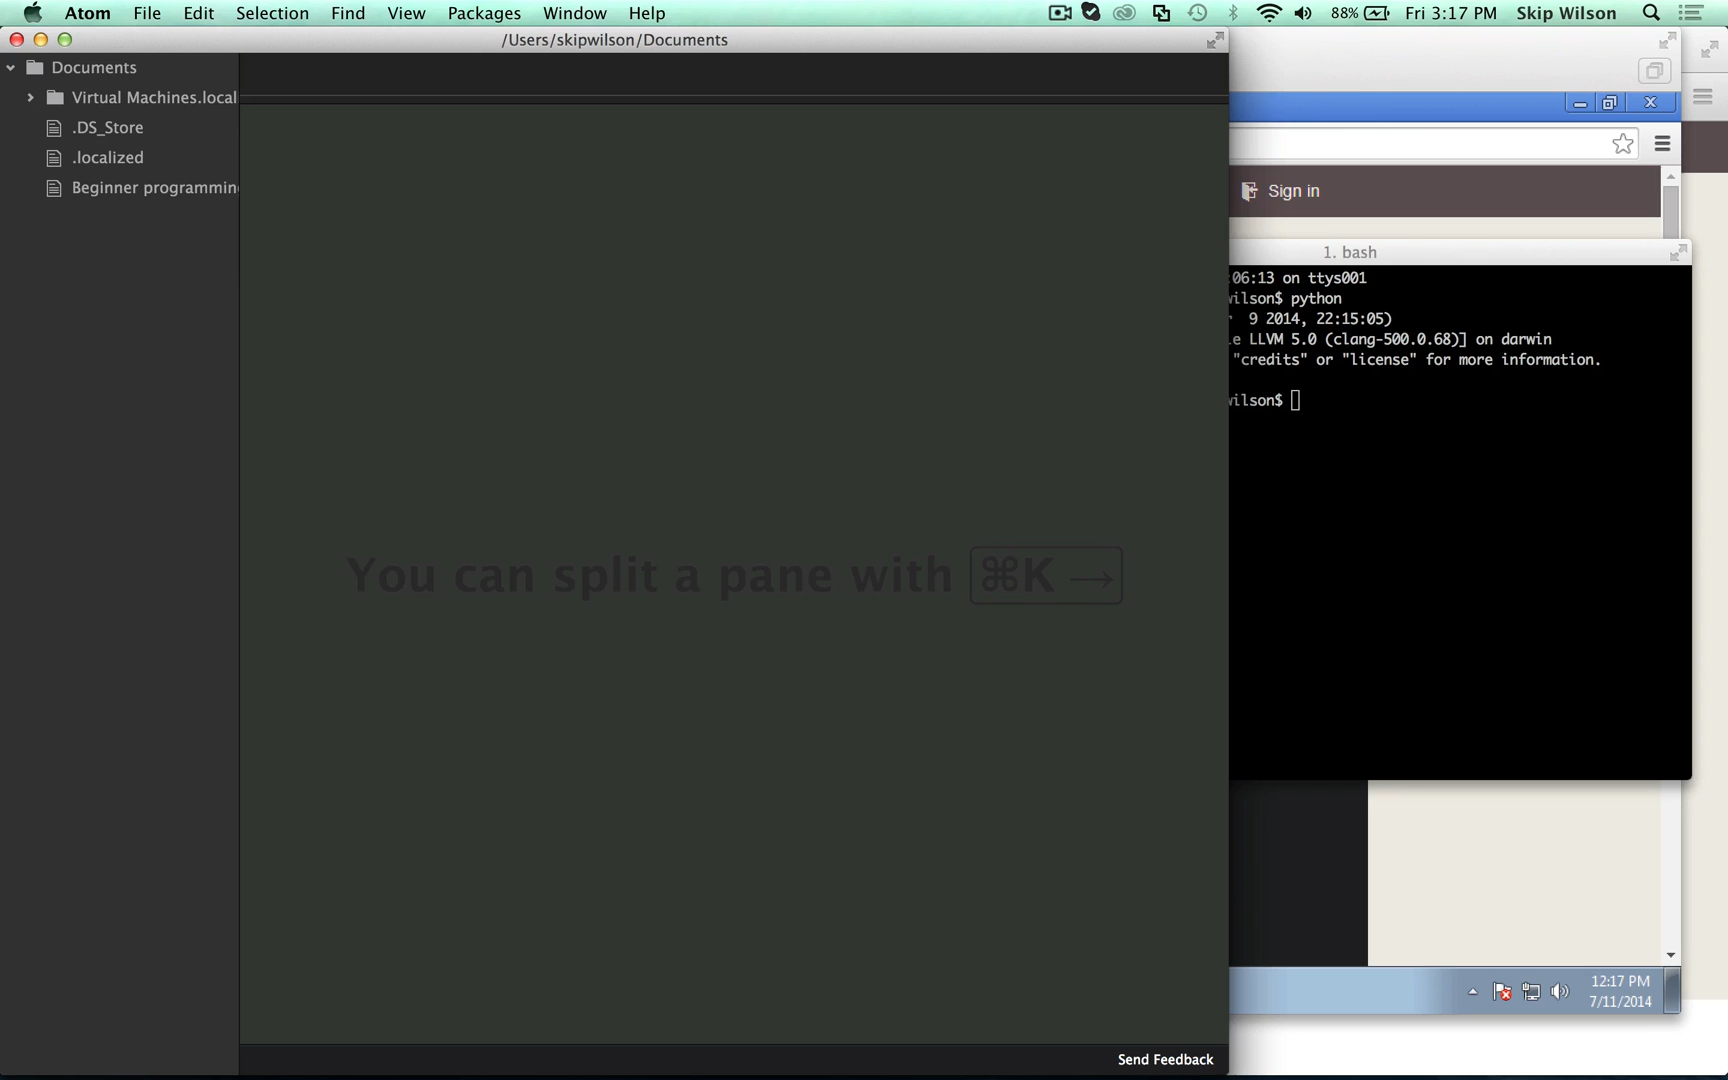 Atom File Edit Selection Find View Packages Window Help 88% Fri 3:17 PM Skip Wilson
/Users/skipwilson/Documents
Documents
Virtual Machines.local
.DS_Store
.localized
Beginner programming
You can split a pane with ⌘K →
Send Feedback
Sign in
1. bash
:06:13 on ttys001
wilson$ python
9 2014, 22:15:05)
LLVM 5.0 (clang-500.0.68)] on darwin
"credits" or "license" for more information.
wilson$
12:17 PM
7/11/2014